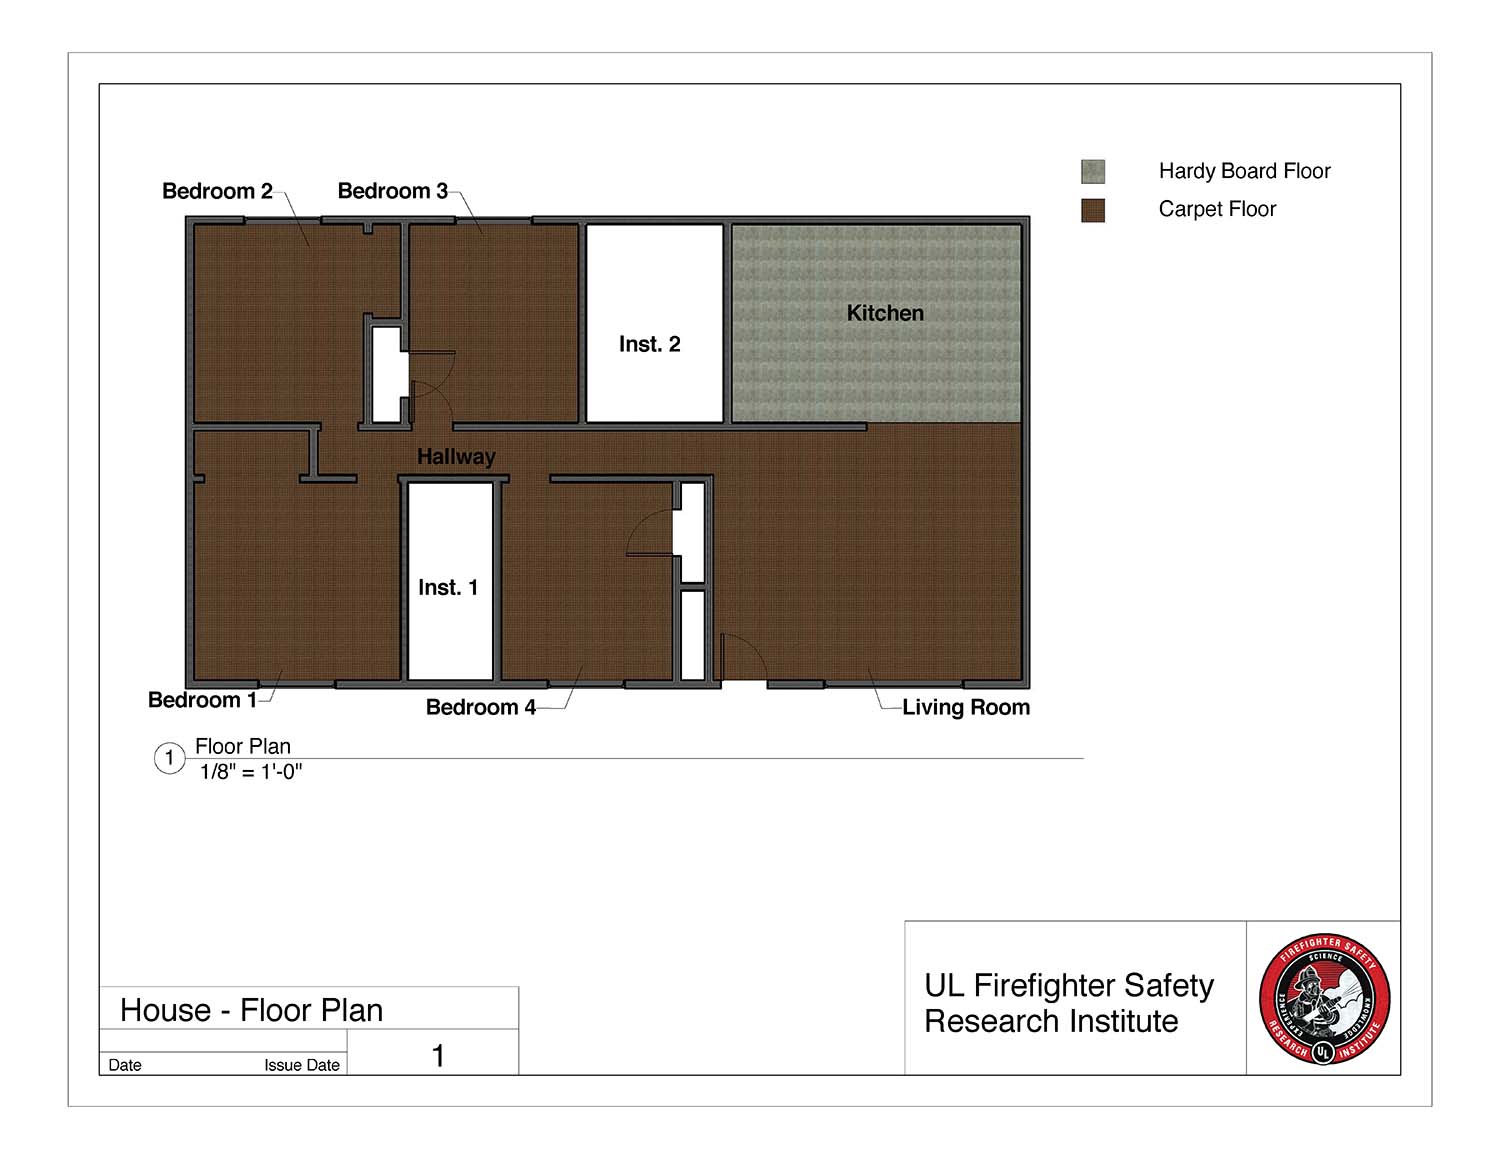 Hardy Board Floor
Carpet Floor
Bedroom 2
Bedroom 3
Kitchen
Inst. 2
Hallway
Inst. 1
Bedroom 1
Bedroom 4
Living Room
1
Floor Plan
1/8" = 1'-0"
House - Floor Plan
Date
Issue Date
1
UL Firefighter Safety
Research Institute
FIREFIGHTER SAFETY
SCIENCE
EXPERIENCE
KNOWLEDGE
RESEARCH
UL
INSTITUTE